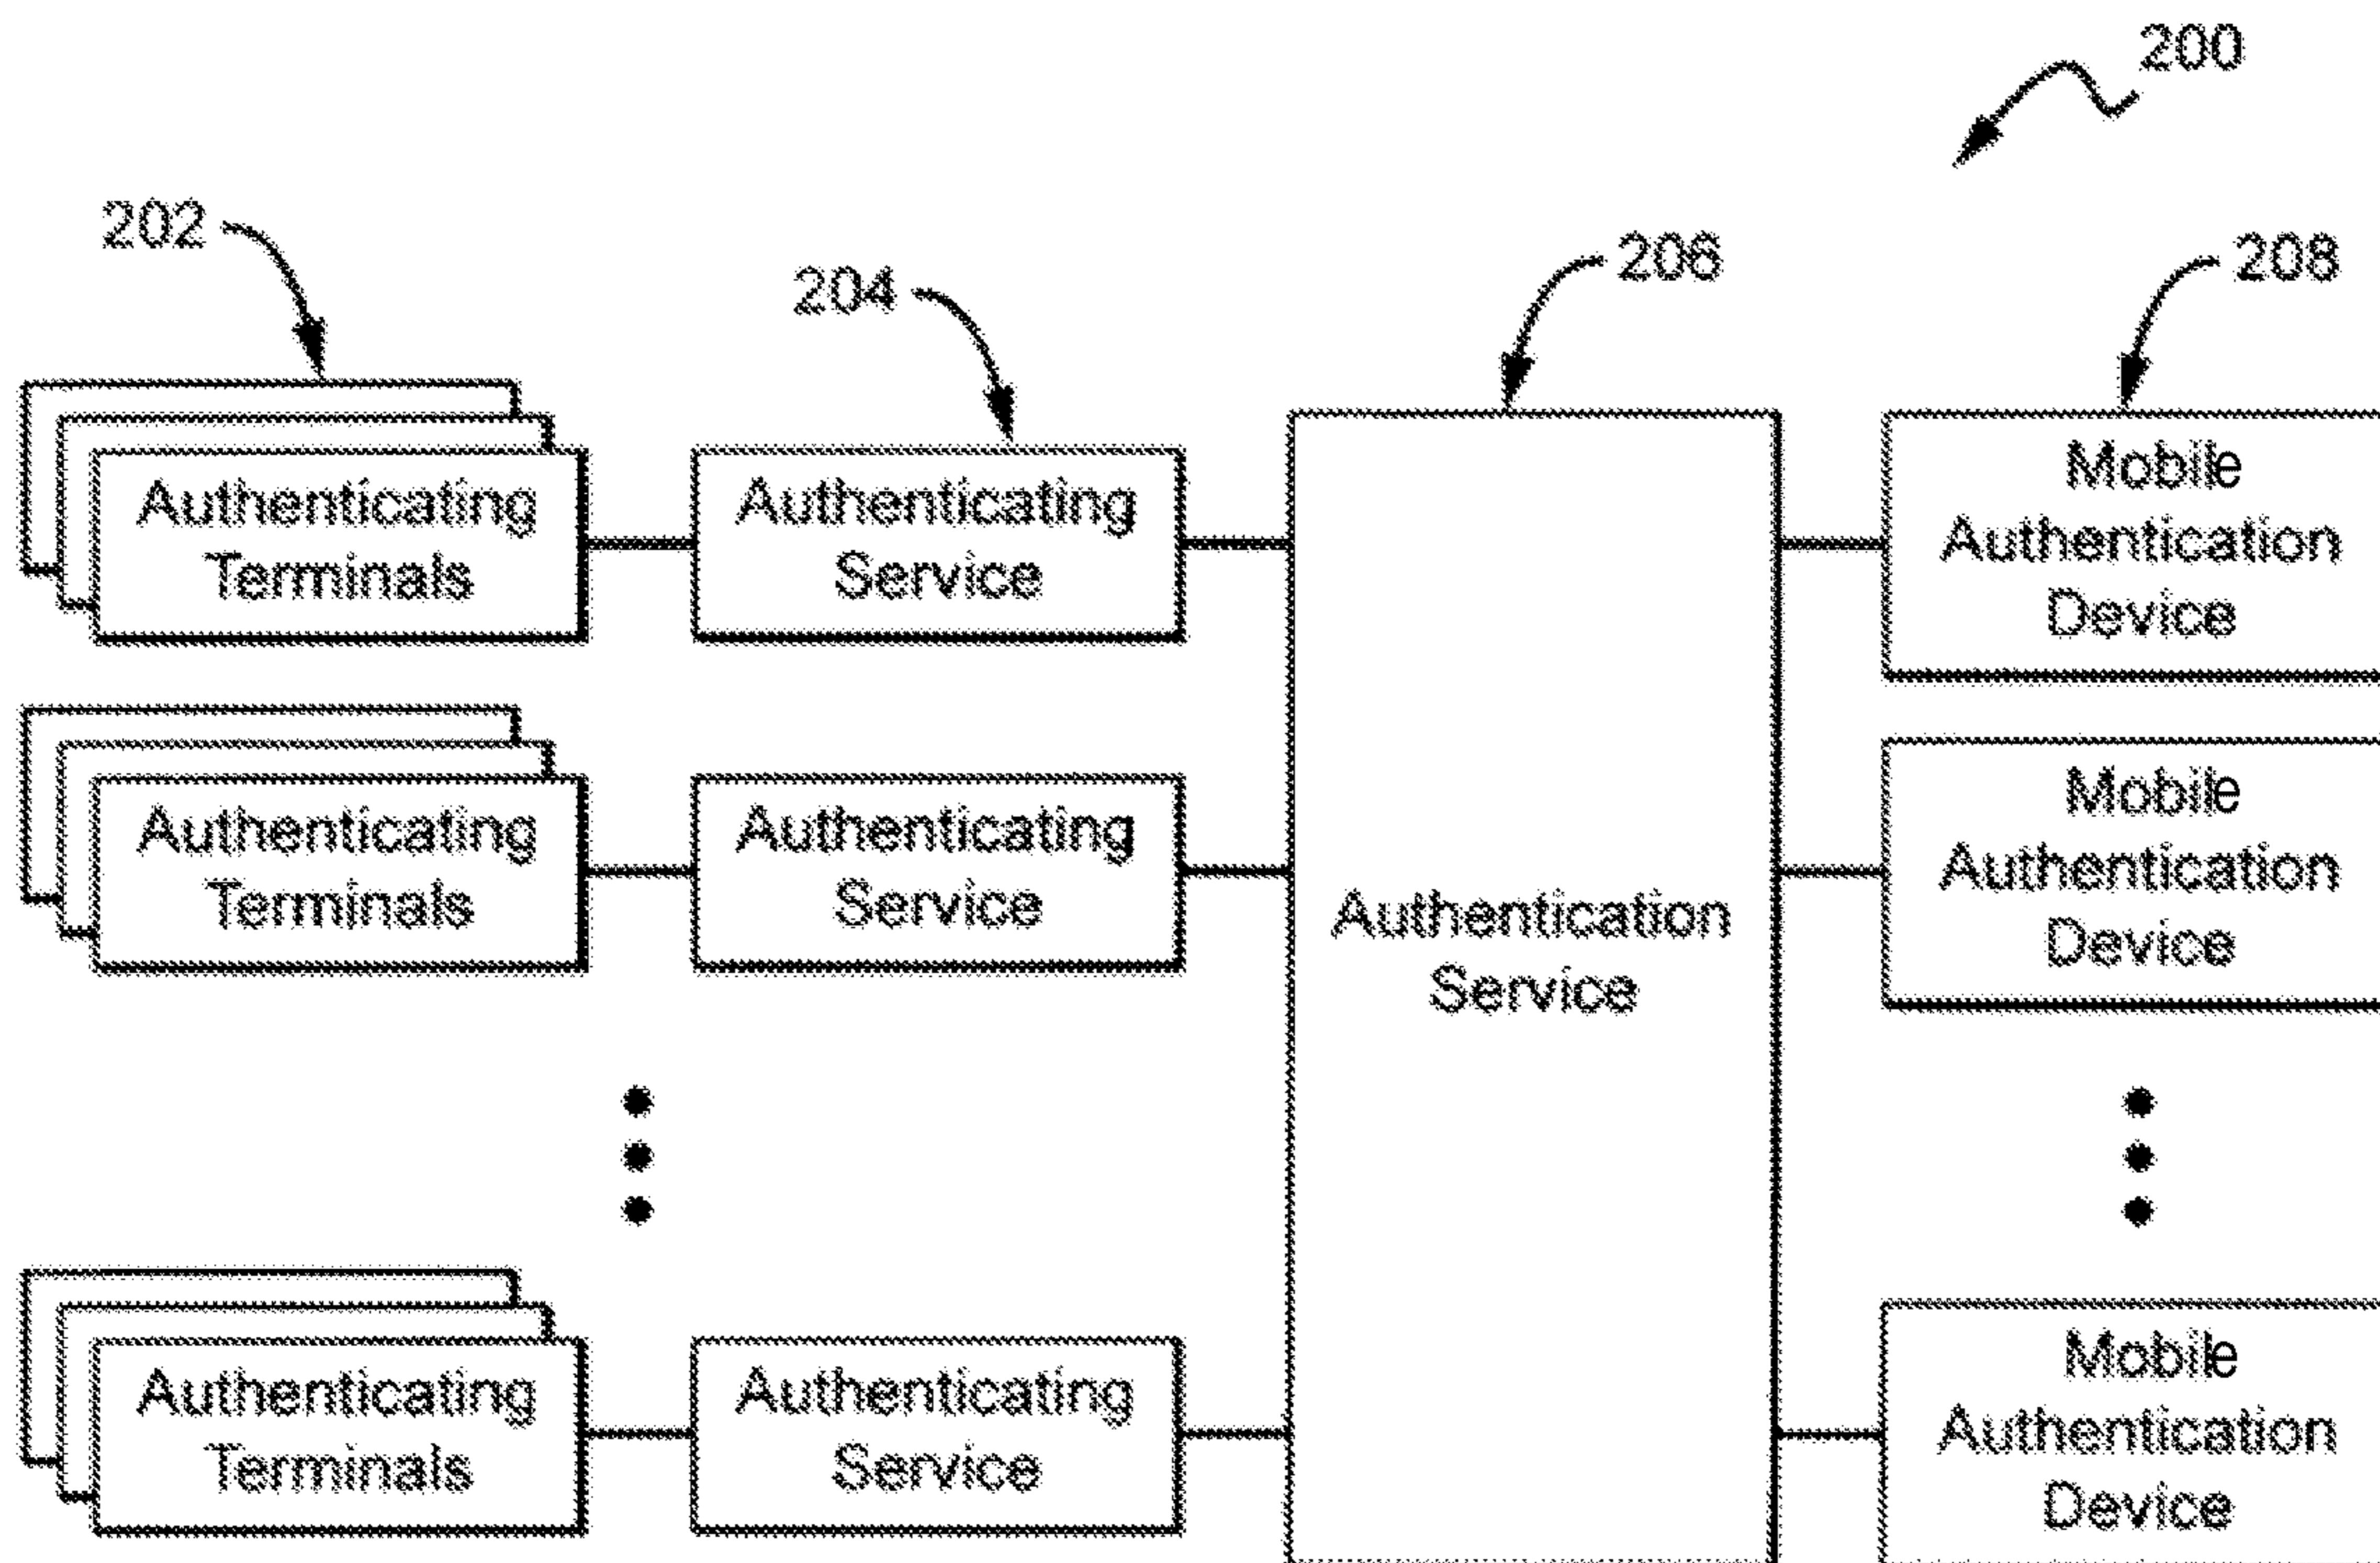 200
202
204
206
208
Authenticating
Terminals
Authenticating
Service
Mobile
Authentication
Device
Authenticating
Terminals
Authenticating
Service
Authentication
Service
Mobile
Authentication
Device
Authenticating
Terminals
Authenticating
Service
Mobile
Authentication
Device